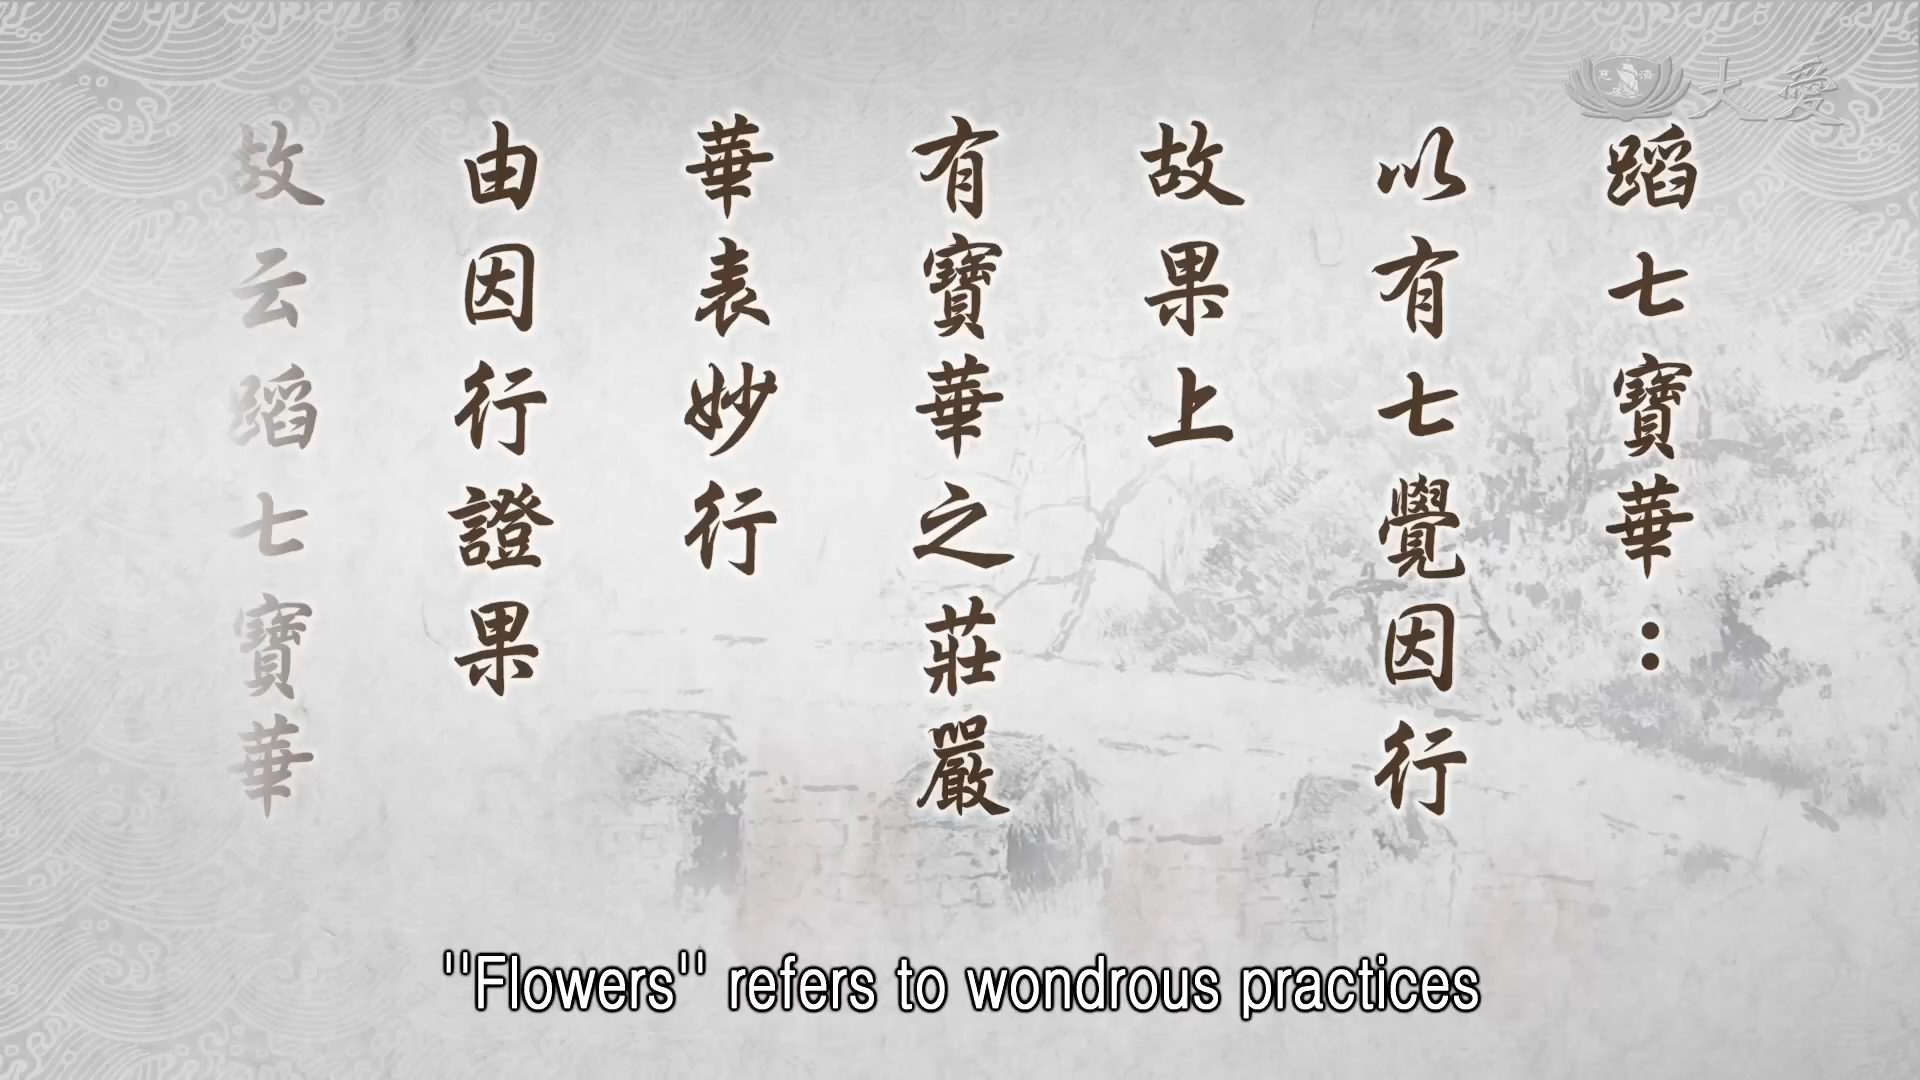 蹈七寶華：
以有七覺因行
故果上
有寶華之莊嚴
華表妙行
由因行證果
故云蹈七寶華
"Flowers" refers to wondrous practices
慈濟
大愛